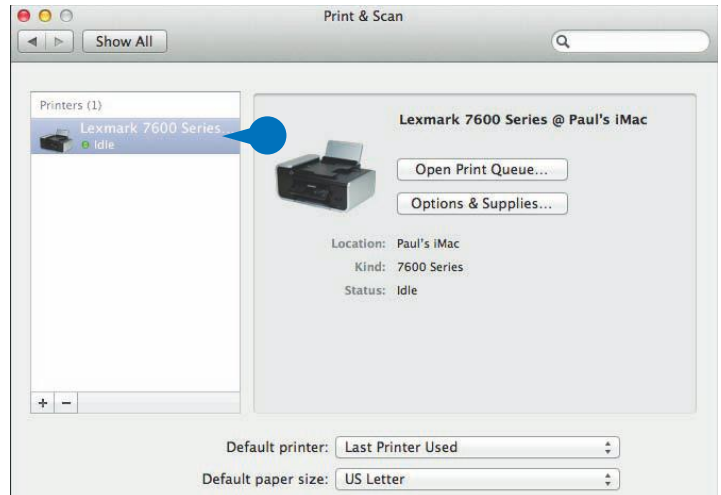 Print & Scan
Show All
Printers (1)
Lexmark 7600 Series...
Idle
Lexmark 7600 Series @ Paul's iMac
Open Print Queue...
Options & Supplies...
Location: Paul's iMac
Kind: 7600 Series
Status: Idle
+ −
Default printer: Last Printer Used
Default paper size: US Letter